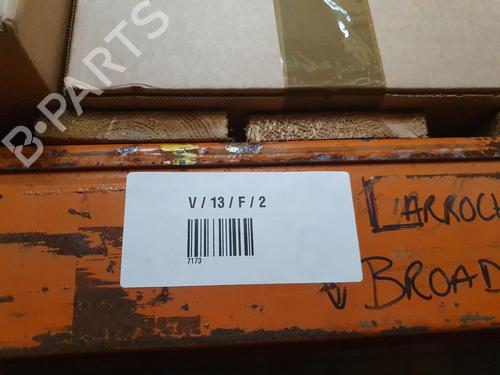 B-PARTS
V / 13 / F / 2
7173
LARROCH
BROAD